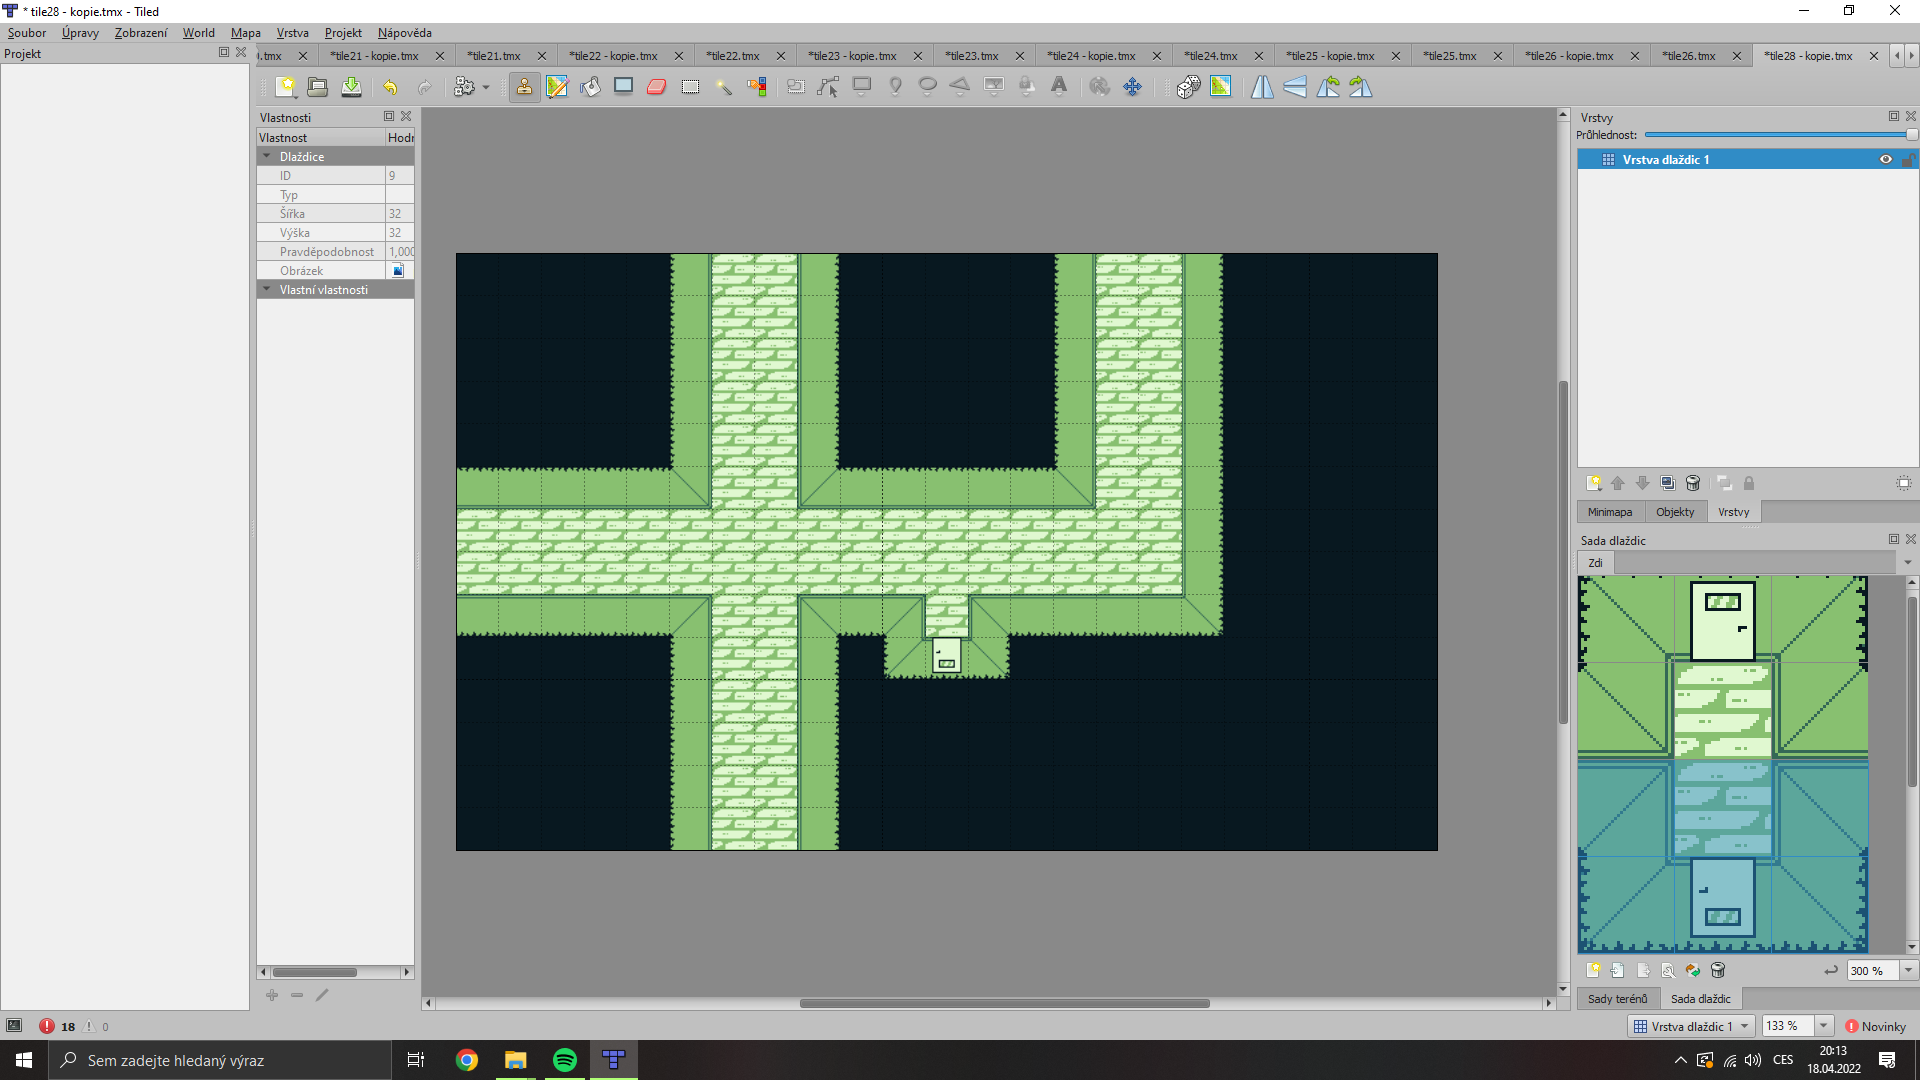 * tile28 - kopie.tmx - Tiled
Soubor Úpravy Zobrazení World Mapa Vrstva Projekt Nápověda
Projekt
.tmx *tile21 - kopie.tmx *tile21.tmx *tile22 - kopie.tmx *tile22.tmx *tile23 - kopie.tmx *tile23.tmx *tile24 - kopie.tmx *tile24.tmx *tile25 - kopie.tmx *tile25.tmx *tile26 - kopie.tmx *tile26.tmx *tile28 - kopie.tmx
Vlastnosti
Vlastnost Hodr
Dlaždice
ID 9
Typ
Šířka 32
Výška 32
Pravděpodobnost 1,000
Obrázek
Vlastní vlastnosti
Vrstvy
Průhlednost:
Vrstva dlaždic 1
Minimapa Objekty Vrstvy
Sada dlaždic
Zdi
300 %
Sady terénů Sada dlaždic
18 0
Vrstva dlaždic 1 133 % Novinky
Sem zadejte hledaný výraz
CES
20:13
18.04.2022